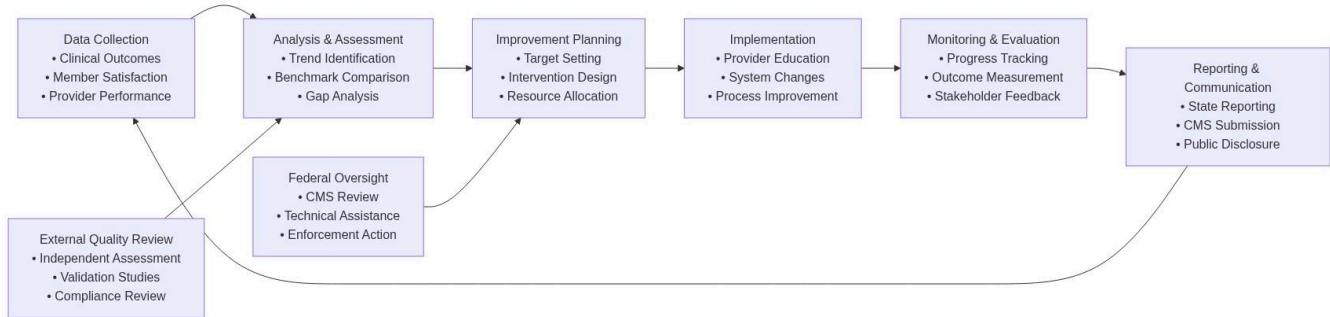 Data Collection
• Clinical Outcomes
• Member Satisfaction
• Provider Performance
Analysis & Assessment
• Trend Identification
• Benchmark Comparison
• Gap Analysis
Improvement Planning
• Target Setting
• Intervention Design
• Resource Allocation
Implementation
• Provider Education
• System Changes
• Process Improvement
Monitoring & Evaluation
• Progress Tracking
• Outcome Measurement
• Stakeholder Feedback
Reporting &
Communication
• State Reporting
• CMS Submission
• Public Disclosure
Federal Oversight
• CMS Review
• Technical Assistance
• Enforcement Action
External Quality Review
• Independent Assessment
• Validation Studies
• Compliance Review